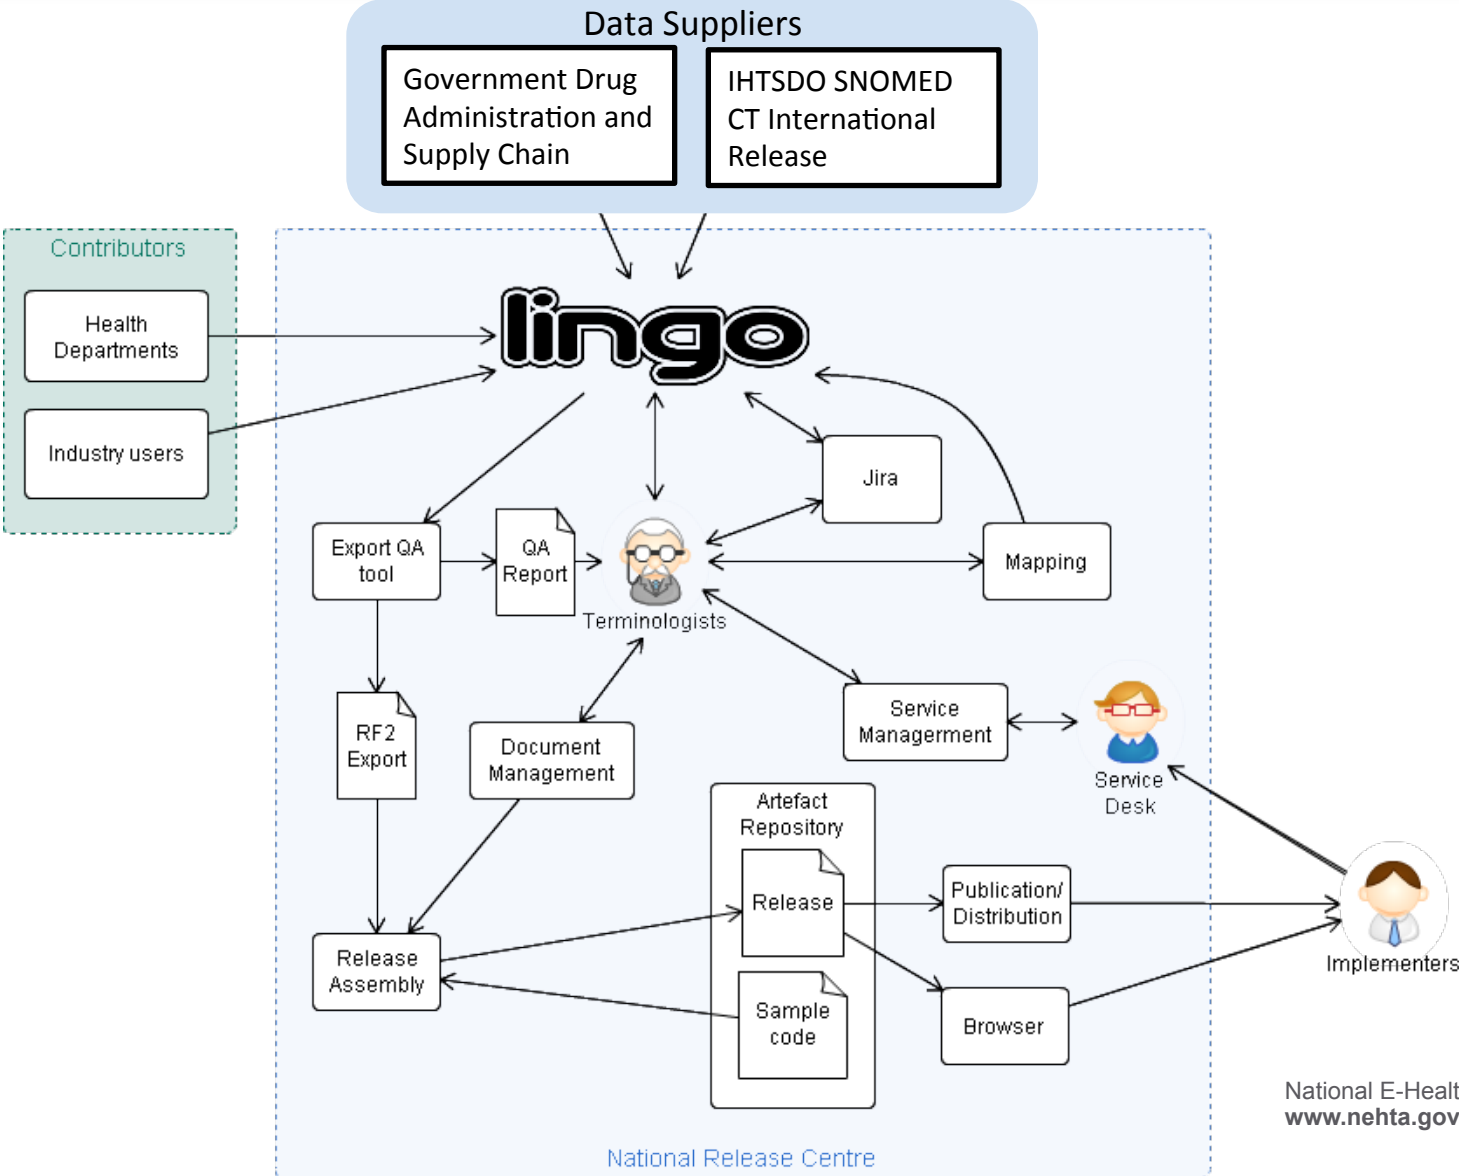 Data Suppliers
Government Drug
Administration and
Supply Chain
IHTSDO SNOMED
CT International
Release
Contributors
Health
Departments
Industry users
lingo
Jira
Export QA
tool
QA
Report
Terminologists
Mapping
RF2
Export
Document
Management
Service
Managerment
Service
Desk
Artefact
Repository
Release
Publication/
Distribution
Implementers
Release
Assembly
Sample
code
Browser
National E-Healt
www.nehta.gov
National Release Centre